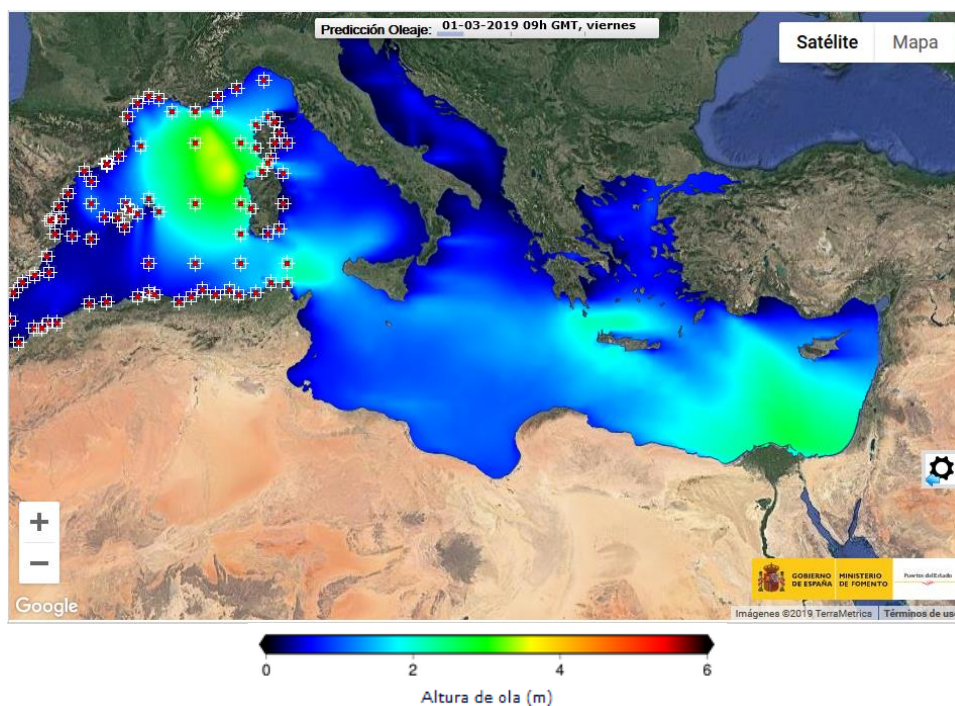 Predicción Oleaje: 01-03-2019 09h GMT, viernes
Satélite Mapa
+
−
GOBIERNO DE ESPAÑA MINISTERIO DE FOMENTO Puertos del Estado
Google
Imágenes ©2019 TerraMetrics Términos de uso
0 2 4 6
Altura de ola (m)